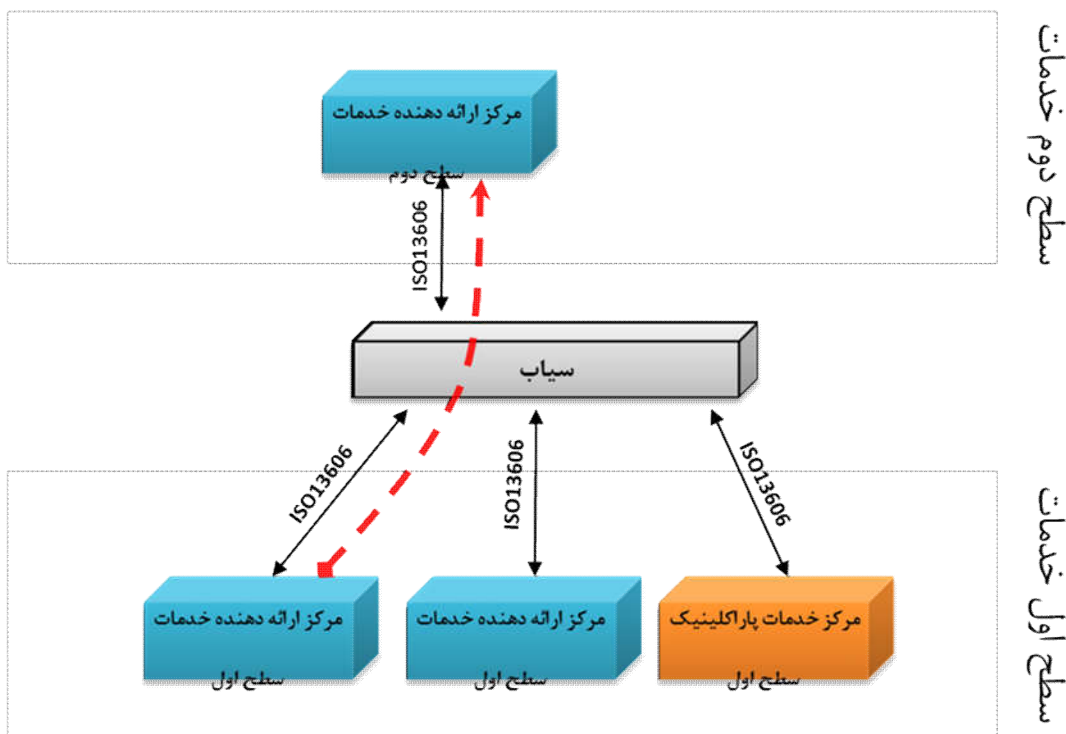 سطح دوم خدمات
مرکز ارائه دهنده خدمات
سطح دوم
ISO13606
سیاب
ISO13606
ISO13606
ISO13606
سطح اول خدمات
مرکز خدمات پاراکلینیک
سطح اول
مرکز ارائه دهنده خدمات
سطح اول
مرکز ارائه دهنده خدمات
سطح اول